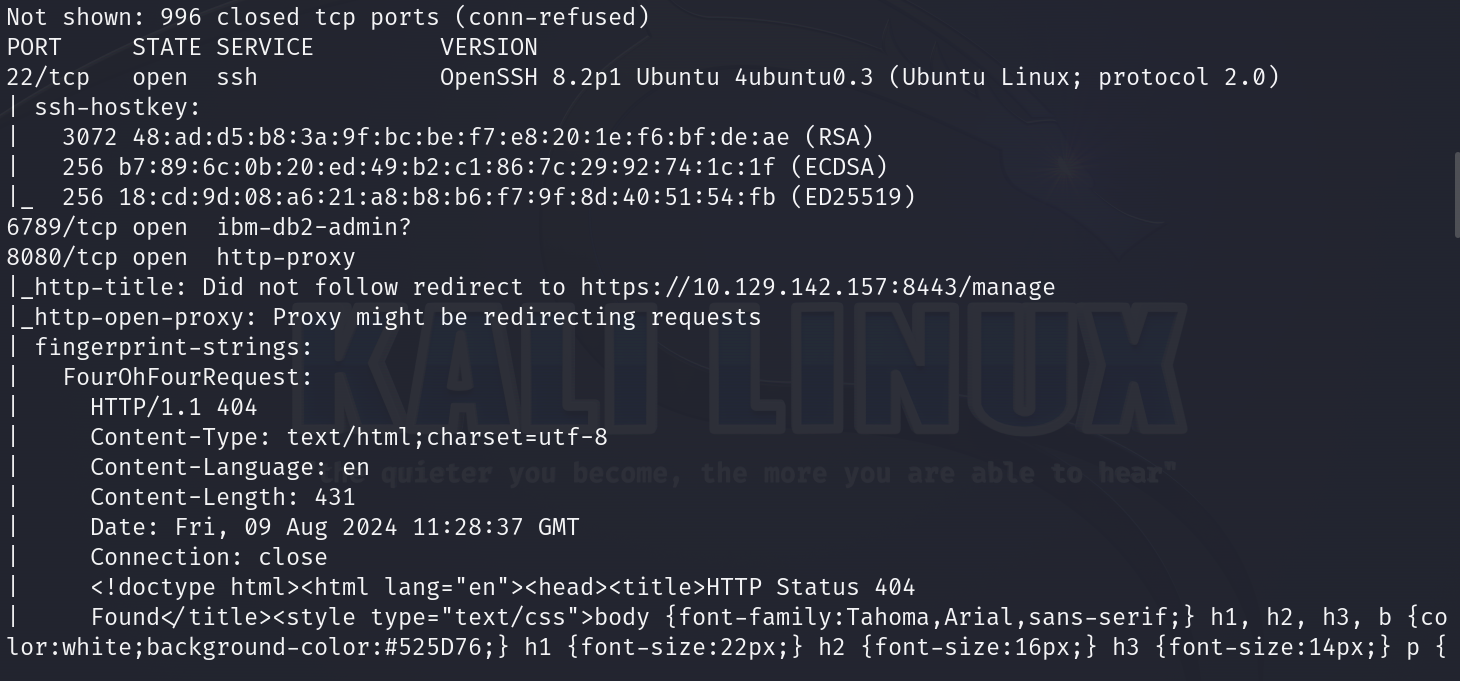 Not shown: 996 closed tcp ports (conn-refused)
PORT     STATE SERVICE         VERSION
22/tcp   open  ssh             OpenSSH 8.2p1 Ubuntu 4ubuntu0.3 (Ubuntu Linux; protocol 2.0)
| ssh-hostkey:
|   3072 48:ad:d5:b8:3a:9f:bc:be:f7:e8:20:1e:f6:bf:de:ae (RSA)
|   256 b7:89:6c:0b:20:ed:49:b2:c1:86:7c:29:92:74:1c:1f (ECDSA)
|_  256 18:cd:9d:08:a6:21:a8:b8:b6:f7:9f:8d:40:51:54:fb (ED25519)
6789/tcp open  ibm-db2-admin?
8080/tcp open  http-proxy
|_http-title: Did not follow redirect to https://10.129.142.157:8443/manage
|_http-open-proxy: Proxy might be redirecting requests
| fingerprint-strings:
|   FourOhFourRequest:
|     HTTP/1.1 404
|     Content-Type: text/html;charset=utf-8
|     Content-Language: en
|     Content-Length: 431
|     Date: Fri, 09 Aug 2024 11:28:37 GMT
|     Connection: close
|     <!doctype html><html lang="en"><head><title>HTTP Status 404
|     Found</title><style type="text/css">body {font-family:Tahoma,Arial,sans-serif;} h1, h2, h3, b {co
lor:white;background-color:#525D76;} h1 {font-size:22px;} h2 {font-size:16px;} h3 {font-size:14px;} p {
KALI LINUX
the quieter you become, the more you are able to hear"